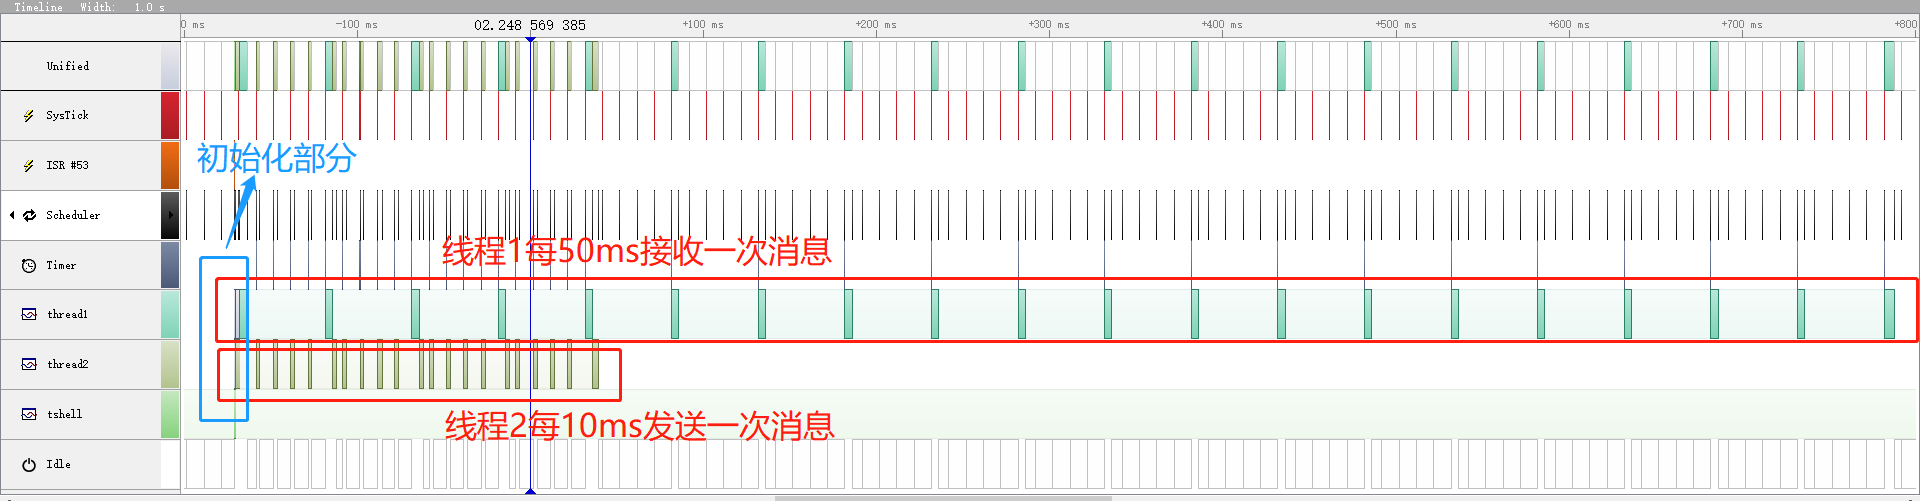 Timeline Width: 1.0 s
0 ms -100 ms 02.248 569 385 +100 ms +200 ms +300 ms +400 ms +500 ms +600 ms +700 ms +800
Unified
SysTick
ISR #53
初始化部分
Scheduler
线程1每50ms接收一次消息
Timer
thread1
thread2
tshell
线程2每10ms发送一次消息
Idle